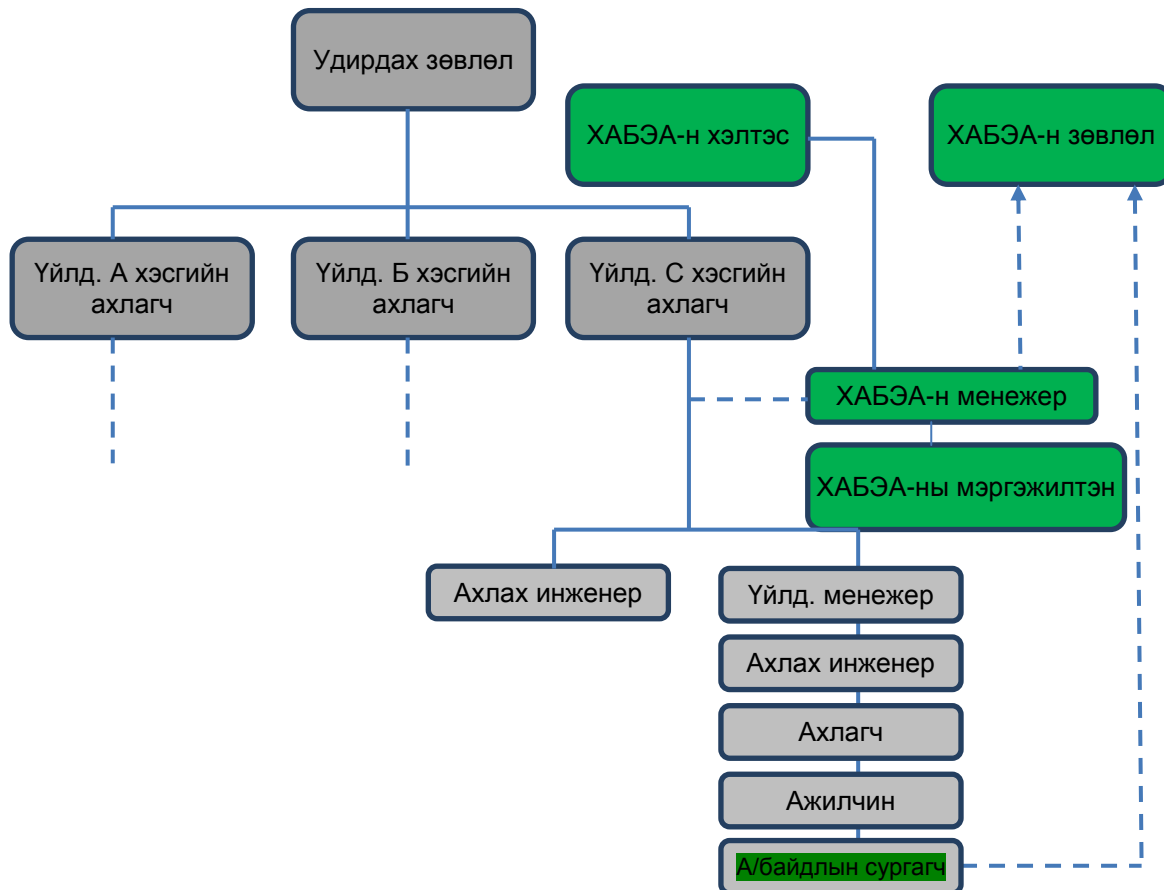 Удирдах зөвлөл
ХАБЭА-н хэлтэс
ХАБЭА-н зөвлөл
Үйлд. А хэсгийн
ахлагч
Үйлд. Б хэсгийн
ахлагч
Үйлд. С хэсгийн
ахлагч
ХАБЭА-н менежер
ХАБЭА-ны мэргэжилтэн
Ахлах инженер
Үйлд. менежер
Ахлах инженер
Ахлагч
Ажилчин
А/байдлын сургагч